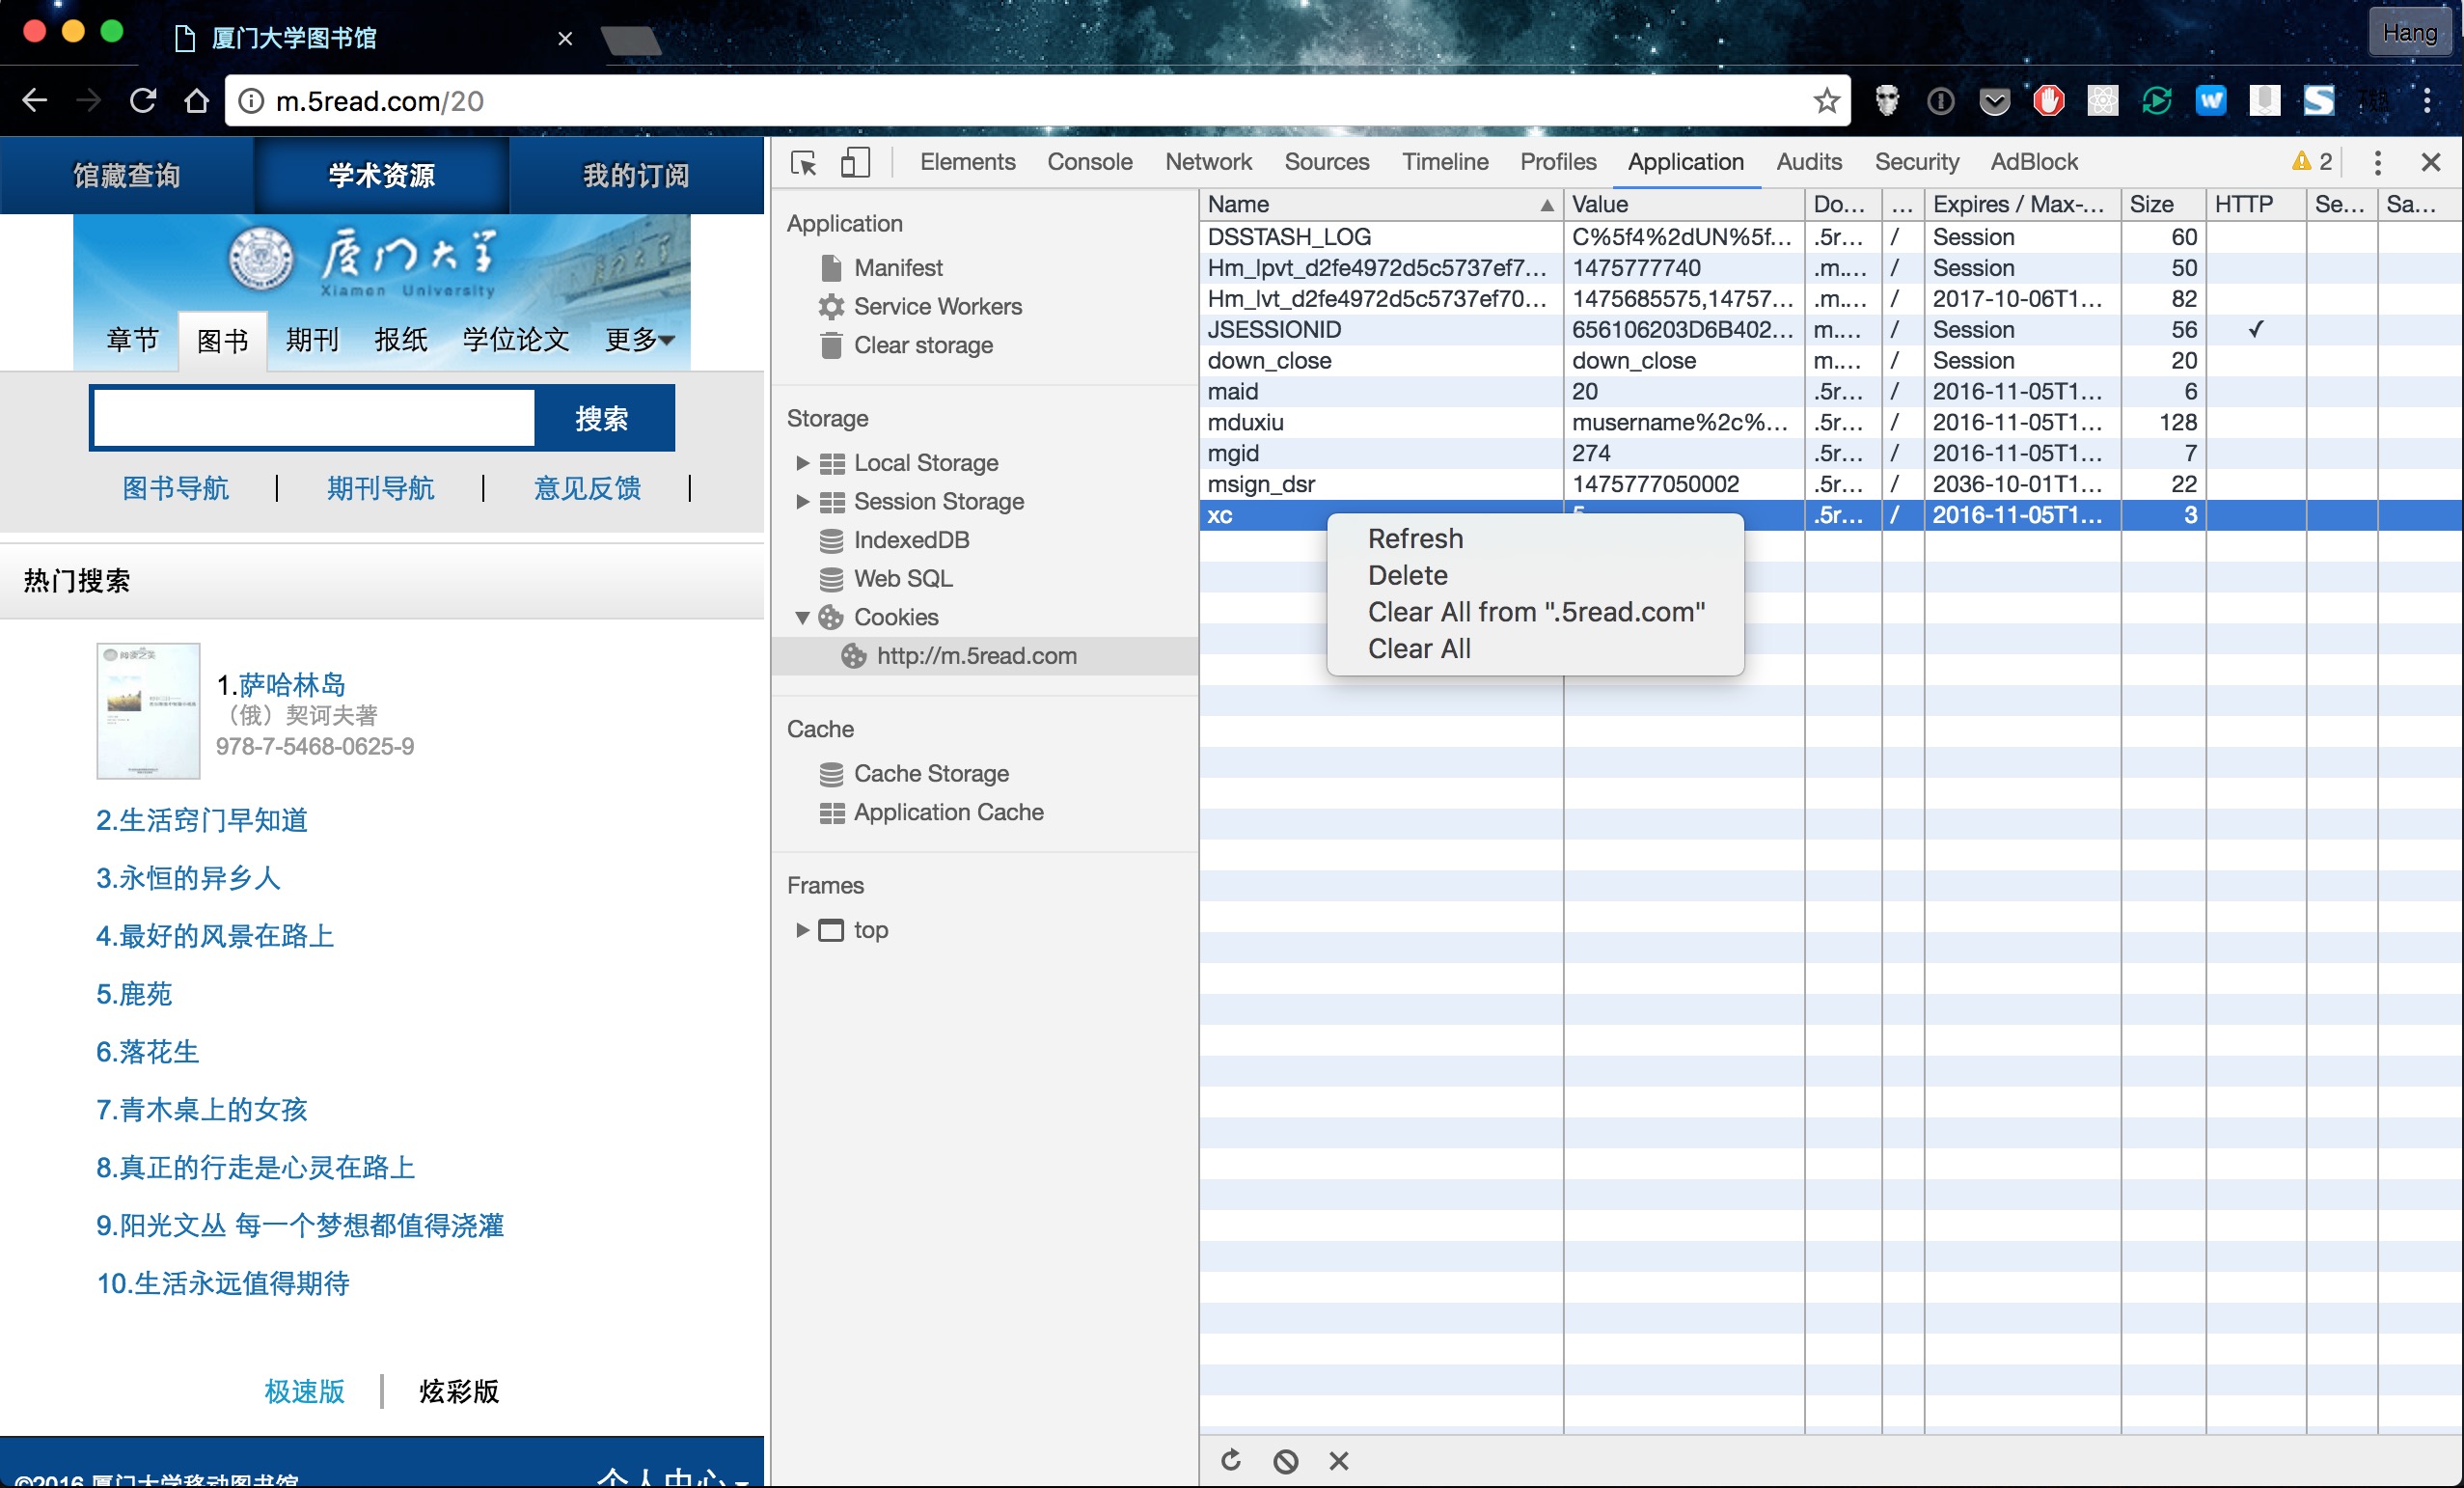 厦门大学图书馆
Hang
m.5read.com/20
馆藏查询 学术资源 我的订阅
厦门大学
Xiamen University
章节 图书 期刊 报纸 学位论文 更多
搜索
图书导航 | 期刊导航 | 意见反馈 |
热门搜索
1.萨哈林岛
（俄）契诃夫著
978-7-5468-0625-9
2.生活窍门早知道
3.永恒的异乡人
4.最好的风景在路上
5.鹿苑
6.落花生
7.青木桌上的女孩
8.真正的行走是心灵在路上
9.阳光文丛 每一个梦想都值得浇灌
10.生活永远值得期待
极速版 | 炫彩版
©2016 厦门大学移动图书馆 个人中心
Elements Console Network Sources Timeline Profiles Application Audits Security AdBlock 2
Application
Manifest
Service Workers
Clear storage
Storage
Local Storage
Session Storage
IndexedDB
Web SQL
Cookies
http://m.5read.com
Cache
Cache Storage
Application Cache
Frames
top
Name Value Do... ... Expires / Max-... Size HTTP Se... Sa...
DSSTASH_LOG C%5f4%2dUN%5f... .5r... / Session 60
Hm_lpvt_d2fe4972d5c5737ef7... 1475777740 .m.... / Session 50
Hm_lvt_d2fe4972d5c5737ef70... 1475685575,14757... .m.... / 2017-10-06T1... 82
JSESSIONID 656106203D6B402... m.... / Session 56 ✓
down_close down_close m.... / Session 20
maid 20 .5r... / 2016-11-05T1... 6
mduxiu musername%2c%... .5r... / 2016-11-05T1... 128
mgid 274 .5r... / 2016-11-05T1... 7
msign_dsr 1475777050002 .5r... / 2036-10-01T1... 22
xc 5 .5r... / 2016-11-05T1... 3
Refresh
Delete
Clear All from ".5read.com"
Clear All